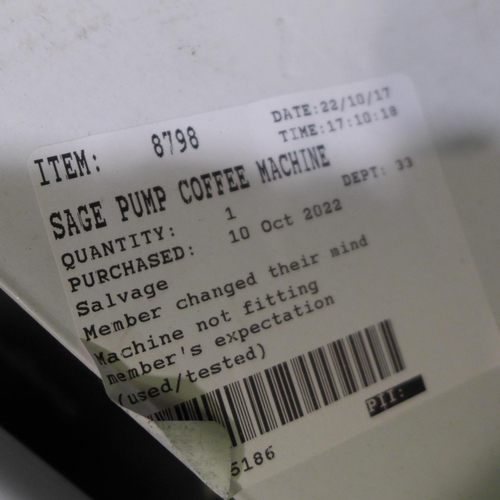 ITEM: 8798 DATE:22/10/17
TIME:17:10:18
SAGE PUMP COFFEE MACHINE
DEPT: 33
QUANTITY: 1
PURCHASED: 10 Oct 2022
Salvage
Member changed their mind
Machine not fitting
member's expectation
(used/tested)
PII:
5186